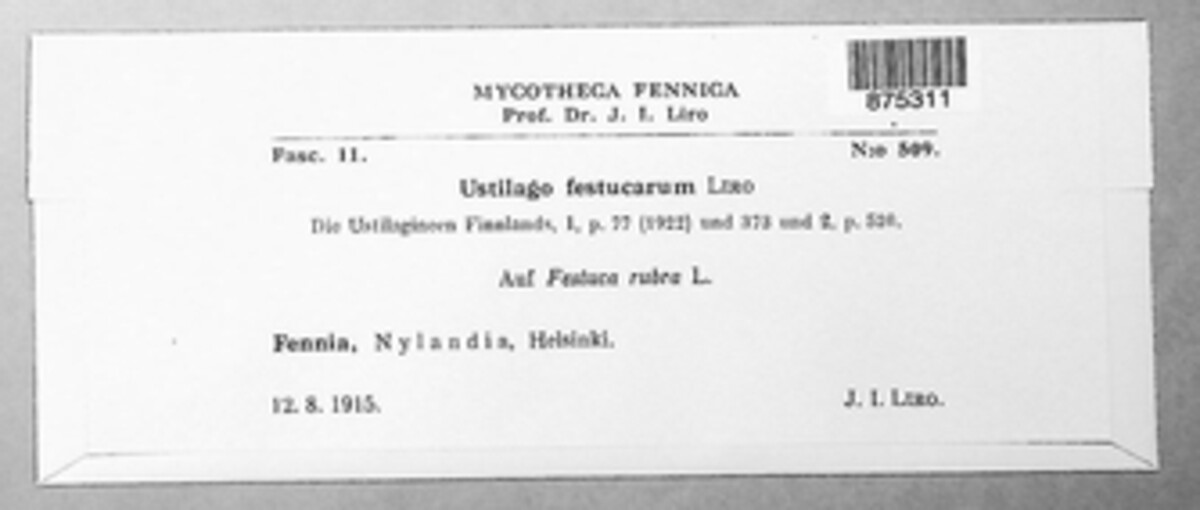 MYCOTHECA FENNICA
875311
Prof. Dr. J. I. Liro
Fasc. 11. N:o 509.
Ustilago festucarum LIRO
Die Ustilagineen Finnlands, 1, p. 77 (1922) und 373 und 2, p. 520.
Auf Festuca rubra L.
Fennia, Nylandia, Helsinki.
12. 8. 1915. J. I. LIRO.